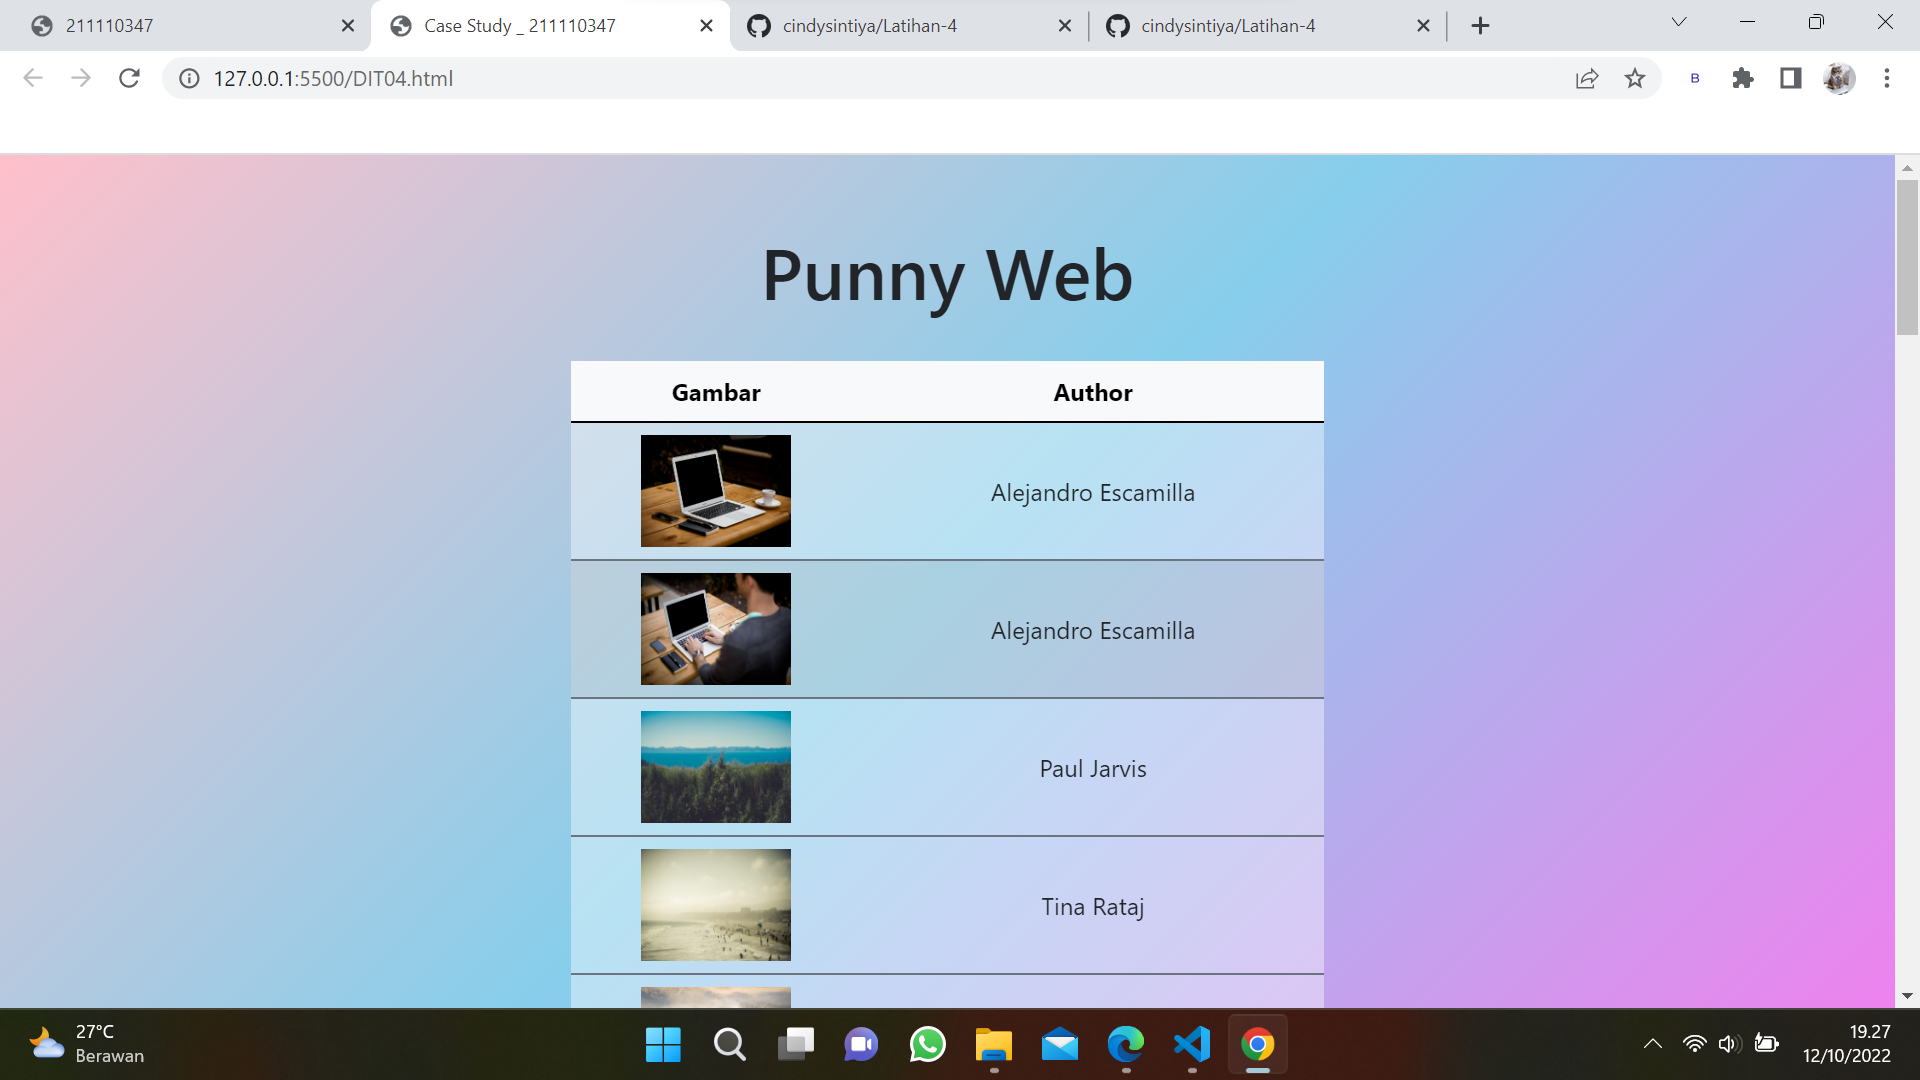 211110347
Case Study _ 211110347
cindysintiya/Latihan-4
cindysintiya/Latihan-4
127.0.0.1:5500/DIT04.html
B
Punny Web
Gambar Author
Alejandro Escamilla
Alejandro Escamilla
Paul Jarvis
Tina Rataj
27°C
Berawan
19.27
12/10/2022